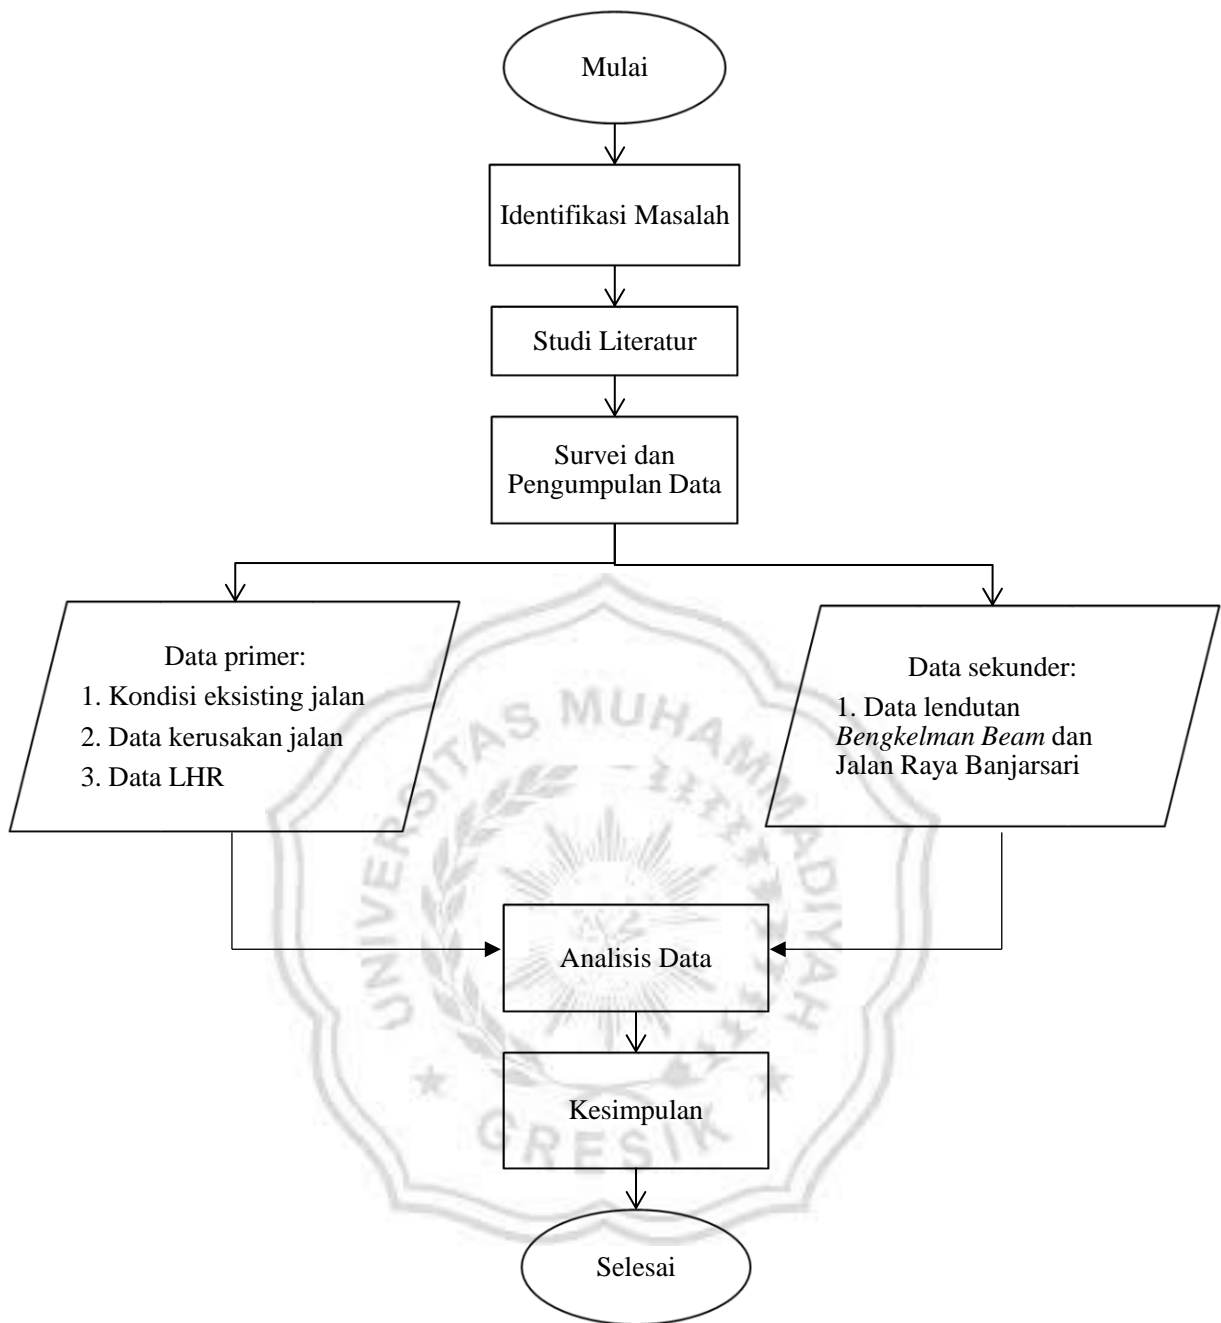 Mulai
Identifikasi Masalah
Studi Literatur
Survei dan
Pengumpulan Data
Data primer:
1. Kondisi eksisting jalan
2. Data kerusakan jalan
3. Data LHR
Data sekunder:
1. Data lendutan
Bengkelman Beam dan
Jalan Raya Banjarsari
Analisis Data
Kesimpulan
Selesai
UNIVERSITAS MUHAMMADIYAH
GRESIK